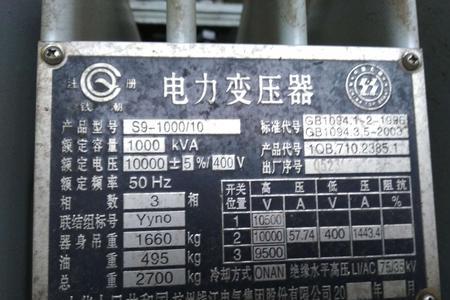 注 册
钱潮
电力变压器
产品型号 S9-1000/10
额定容量 1000 kVA
额定电压 10000 ± 5 %/ 400 V
额定频率 50 Hz
相 数 3 相
联结组标号 Yyno
器身吊重 1660 kg
油 重 495 kg
总 重 2700 kg
标准代号 GB1094.1-2-1996
GB1094.3.5-2003
产品代号 1QB.710.2385.1
出厂序号
开关位置 高压 低压 阻抗
V A V A %
1 10500
2 10000 57.74 400 1443.4
3 9500
冷却方式 ONAN 绝缘水平高压 LI/AC 75/35 kV
年 月